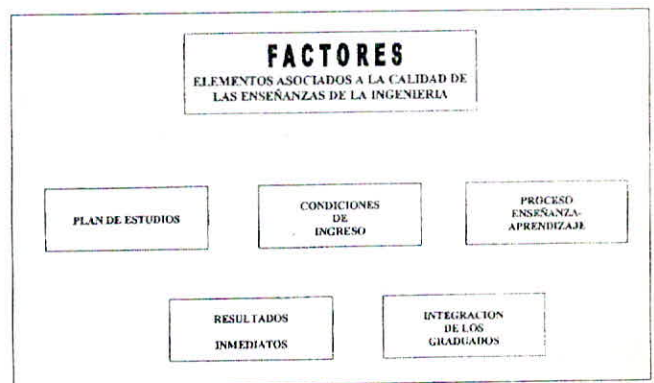 FACTORES
ELEMENTOS ASOCIADOS A LA CALIDAD DE
LAS ENSEÑANZAS DE LA INGENIERIA
PLAN DE ESTUDIOS
CONDICIONES
DE
INGRESO
PROCESO
ENSEÑANZA-
APRENDIZAJE
RESULTADOS
INMEDIATOS
INTEGRACION
DE LOS
GRADUADOS